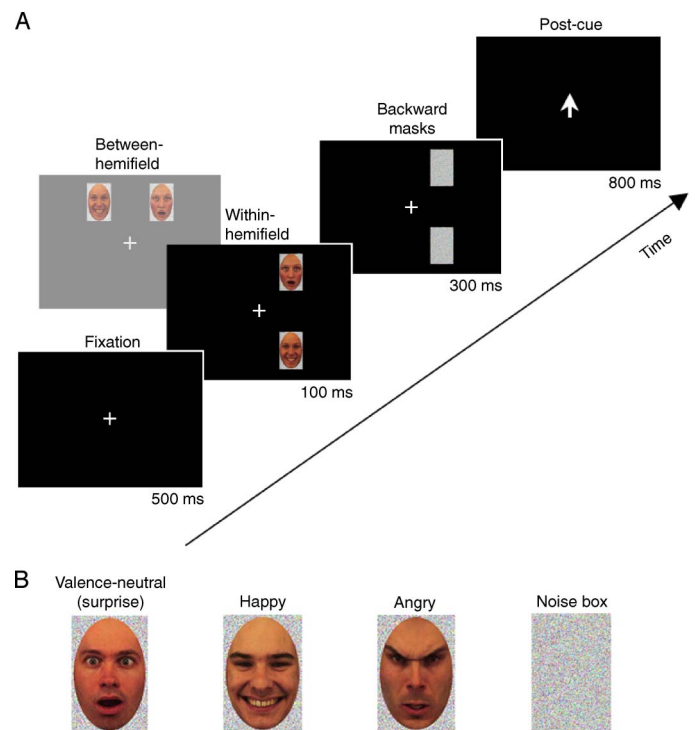 A
Post-cue
800 ms
Backward
masks
300 ms
Between-
hemifield
Within-
hemifield
100 ms
Fixation
500 ms
Time
B
Valence-neutral
(surprise)
Happy
Angry
Noise box